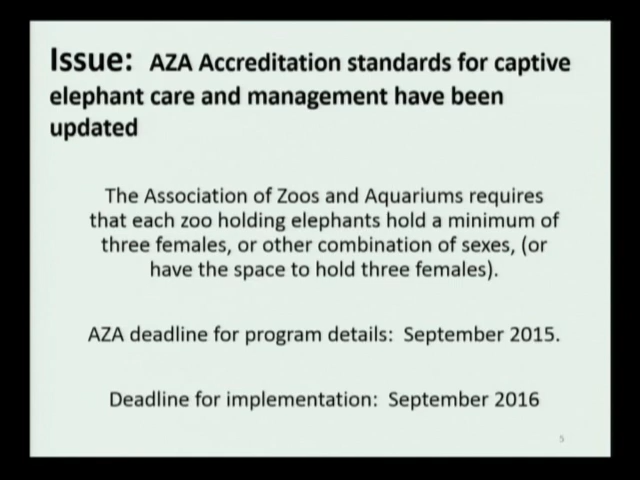 Issue: AZA Accreditation standards for captive
elephant care and management have been
updated
The Association of Zoos and Aquariums requires
that each zoo holding elephants hold a minimum of
three females, or other combination of sexes, (or
have the space to hold three females).
AZA deadline for program details: September 2015.
Deadline for implementation: September 2016
5